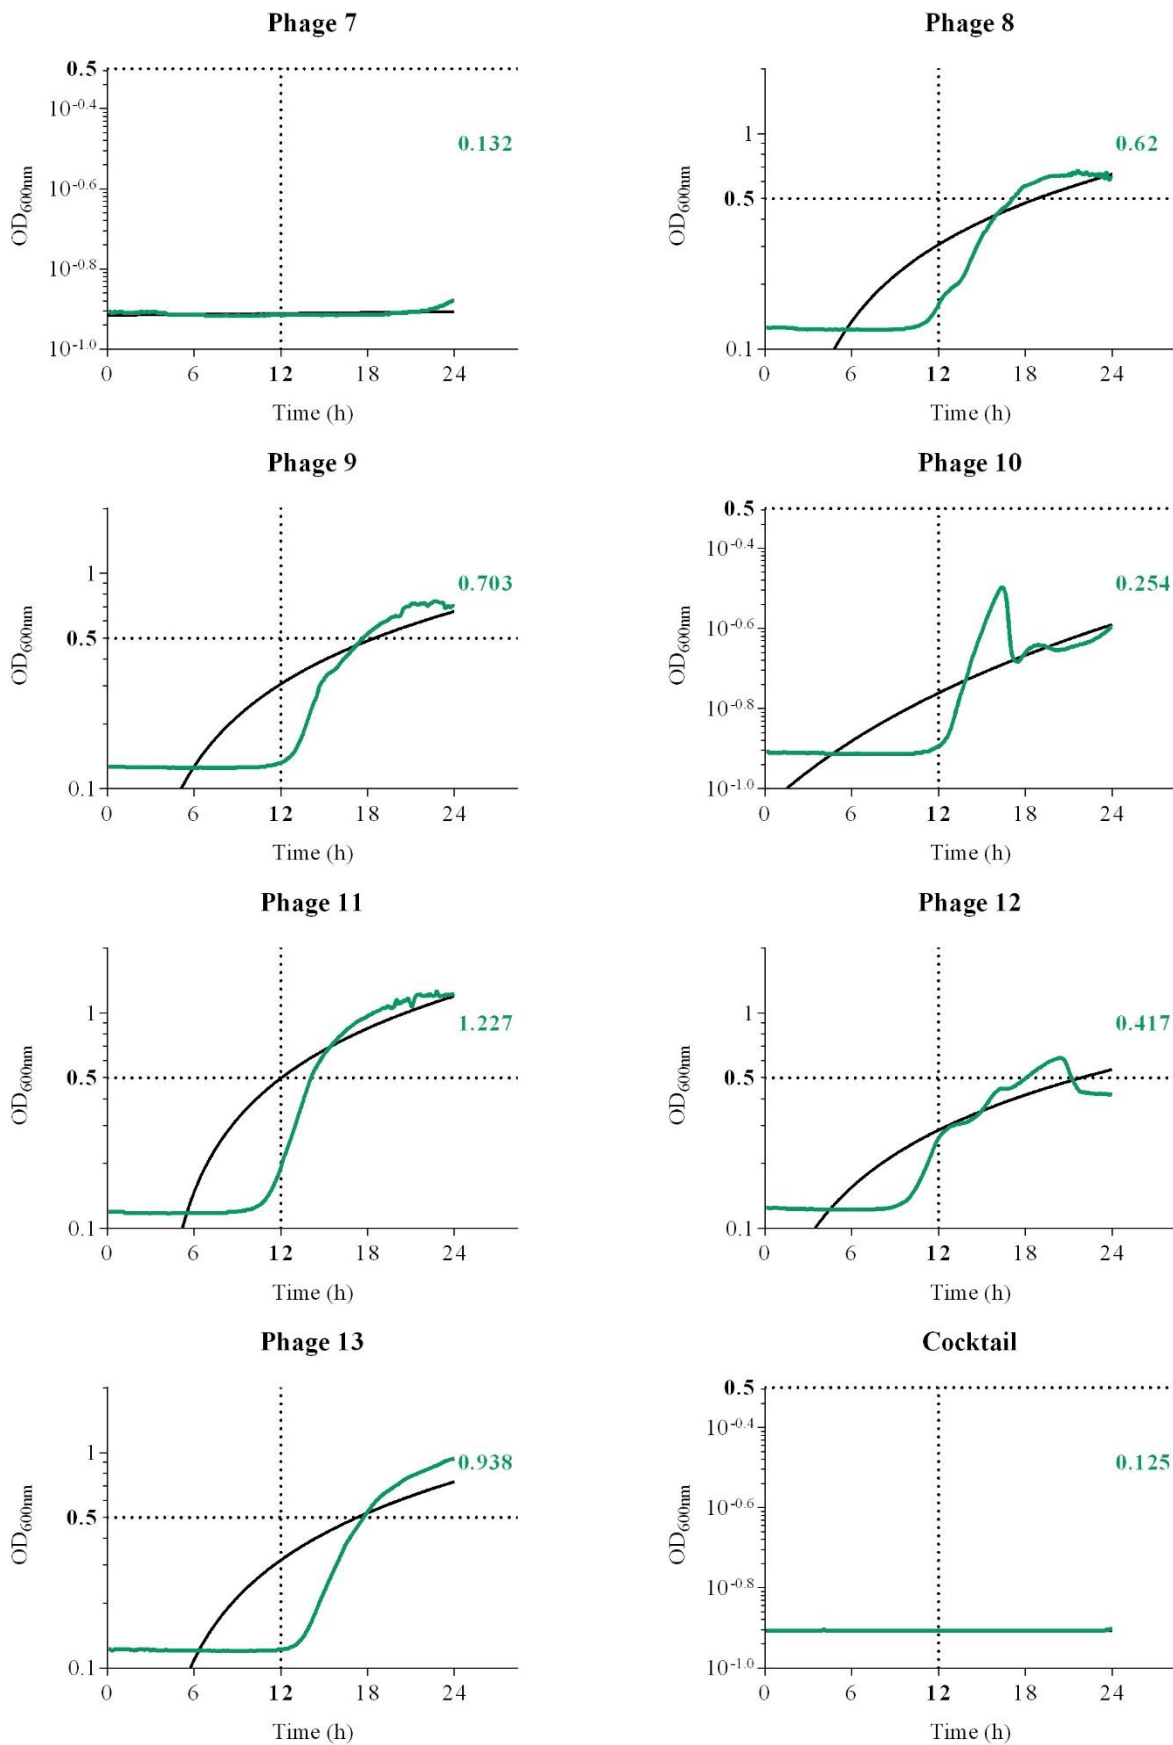 Phage 7
0.5
10^-0.4
10^-0.6
10^-0.8
10^-1.0
OD600nm
0.132
0 6 12 18 24
Time (h)
Phage 8
1
0.5
0.1
OD600nm
0.62
0 6 12 18 24
Time (h)
Phage 9
1
0.5
0.1
OD600nm
0.703
0 6 12 18 24
Time (h)
Phage 10
0.5
10^-0.4
10^-0.6
10^-0.8
10^-1.0
OD600nm
0.254
0 6 12 18 24
Time (h)
Phage 11
1
0.5
0.1
OD600nm
1.227
0 6 12 18 24
Time (h)
Phage 12
1
0.5
0.1
OD600nm
0.417
0 6 12 18 24
Time (h)
Phage 13
1
0.5
0.1
OD600nm
0.938
0 6 12 18 24
Time (h)
Cocktail
0.5
10^-0.4
10^-0.6
10^-0.8
10^-1.0
OD600nm
0.125
0 6 12 18 24
Time (h)